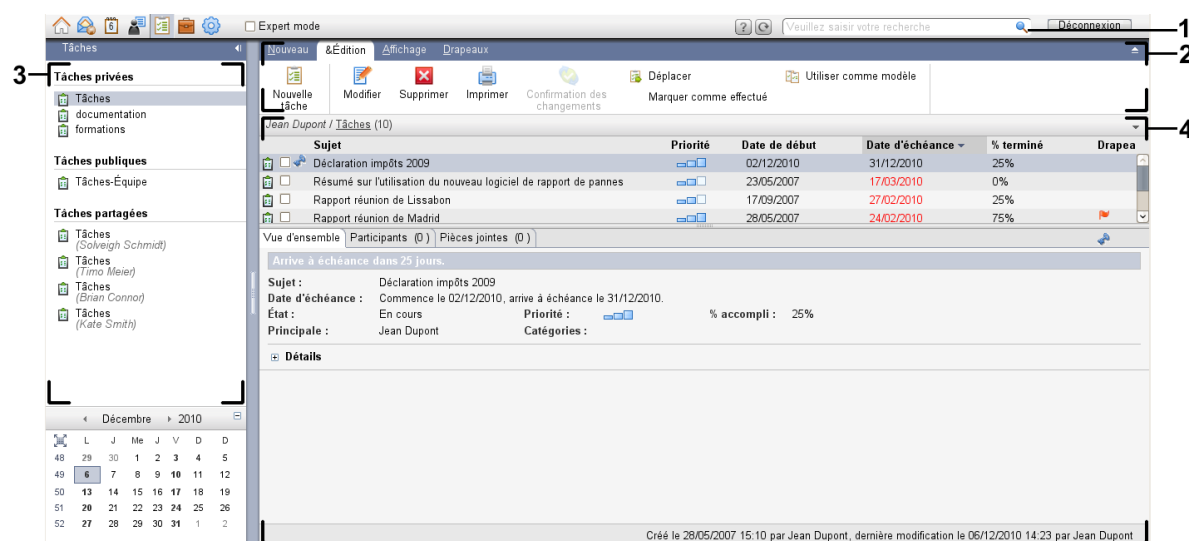 6
Expert mode
Veuillez saisir votre recherche
Déconnexion
1
Tâches
Nouveau
&Édition
Affichage
Drapeaux
2
3
Tâches privées
Tâches
documentation
formations
Tâches publiques
Tâches-Équipe
Tâches partagées
Tâches
(Solveigh Schmidt)
Tâches
(Timo Meier)
Tâches
(Brian Connor)
Tâches
(Kate Smith)
Nouvelle tâche
Modifier
Supprimer
Imprimer
Confirmation des changements
Déplacer
Marquer comme effectué
Utiliser comme modèle
Jean Dupont / Tâches (10)
4
Sujet Priorité Date de début Date d'échéance % terminé Drapea
Déclaration impôts 2009 02/12/2010 31/12/2010 25%
Résumé sur l'utilisation du nouveau logiciel de rapport de pannes 23/05/2007 17/03/2010 0%
Rapport réunion de Lissabon 17/09/2007 27/02/2010 25%
Rapport réunion de Madrid 28/05/2007 24/02/2010 75%
Vue d'ensemble Participants (0 ) Pièces jointes (0 )
Arrive à échéance dans 25 jours.
Sujet : Déclaration impôts 2009
Date d'échéance : Commence le 02/12/2010, arrive à échéance le 31/12/2010.
État : En cours Priorité : % accompli : 25%
Principale : Jean Dupont Catégories :
Détails
Décembre 2010
L J Me J V D D
48 29 30 1 2 3 4 5
49 6 7 8 9 10 11 12
50 13 14 15 16 17 18 19
51 20 21 22 23 24 25 26
52 27 28 29 30 31 1 2
Créé le 28/05/2007 15:10 par Jean Dupont, dernière modification le 06/12/2010 14:23 par Jean Dupont